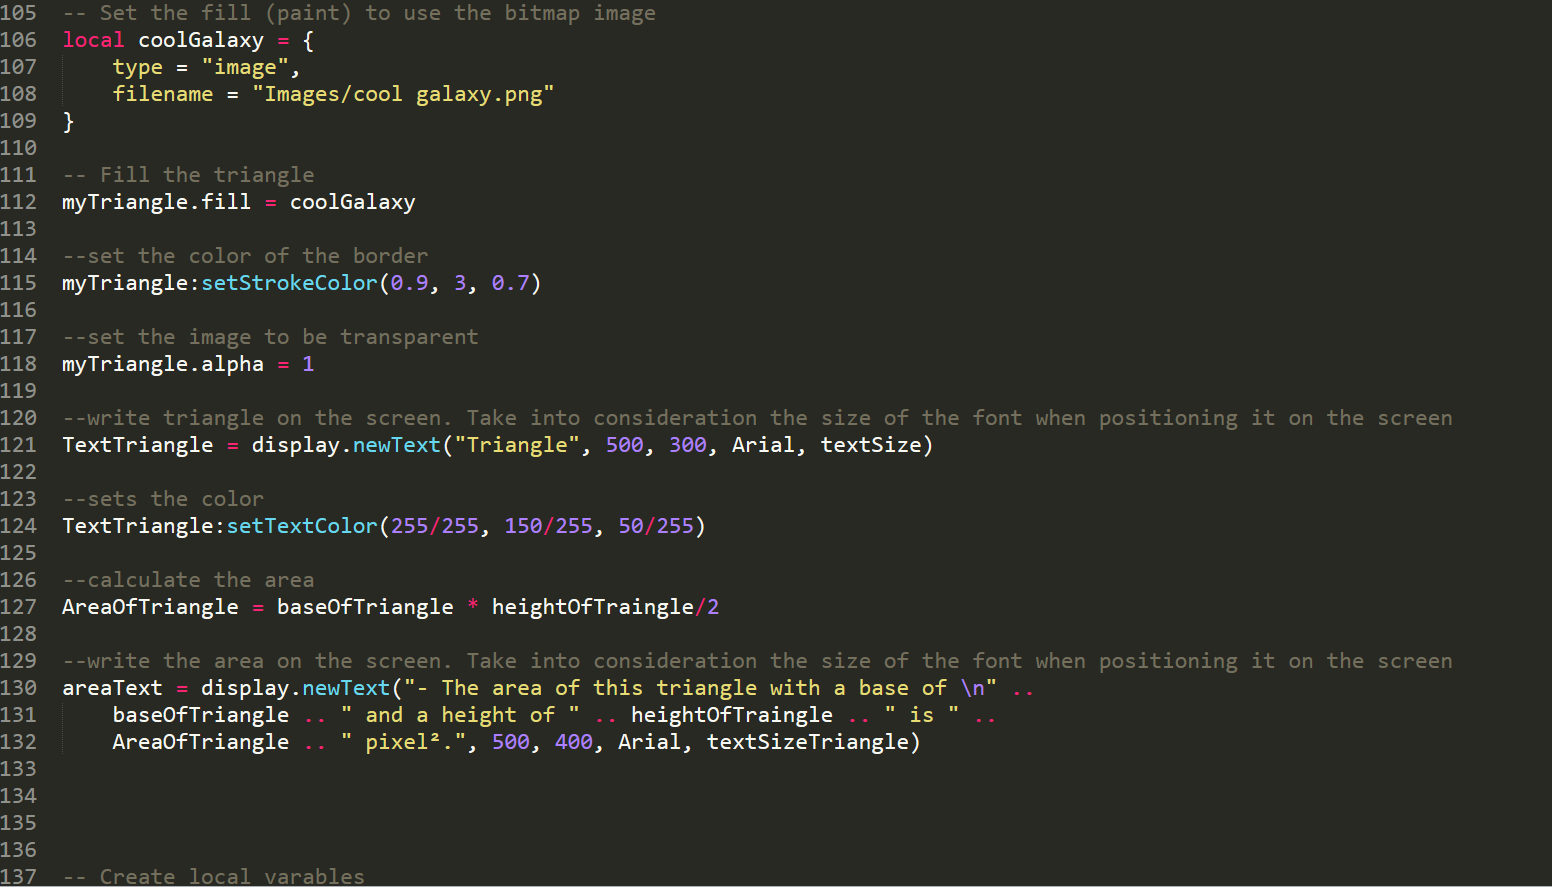 105 -- Set the fill (paint) to use the bitmap image
106 local coolGalaxy = {
107     type = "image",
108     filename = "Images/cool galaxy.png"
109 }
110
111 -- Fill the triangle
112 myTriangle.fill = coolGalaxy
113
114 --set the color of the border
115 myTriangle:setStrokeColor(0.9, 3, 0.7)
116
117 --set the image to be transparent
118 myTriangle.alpha = 1
119
120 --write triangle on the screen. Take into consideration the size of the font when positioning it on the screen
121 TextTriangle = display.newText("Triangle", 500, 300, Arial, textSize)
122
123 --sets the color
124 TextTriangle:setTextColor(255/255, 150/255, 50/255)
125
126 --calculate the area
127 AreaOfTriangle = baseOfTriangle * heightOfTraingle/2
128
129 --write the area on the screen. Take into consideration the size of the font when positioning it on the screen
130 areaText = display.newText("- The area of this triangle with a base of \n" ..
131     baseOfTriangle .. " and a height of " .. heightOfTraingle .. " is " ..
132     AreaOfTriangle .. " pixel².", 500, 400, Arial, textSizeTriangle)
133
134
135
136
137 -- Create local varables